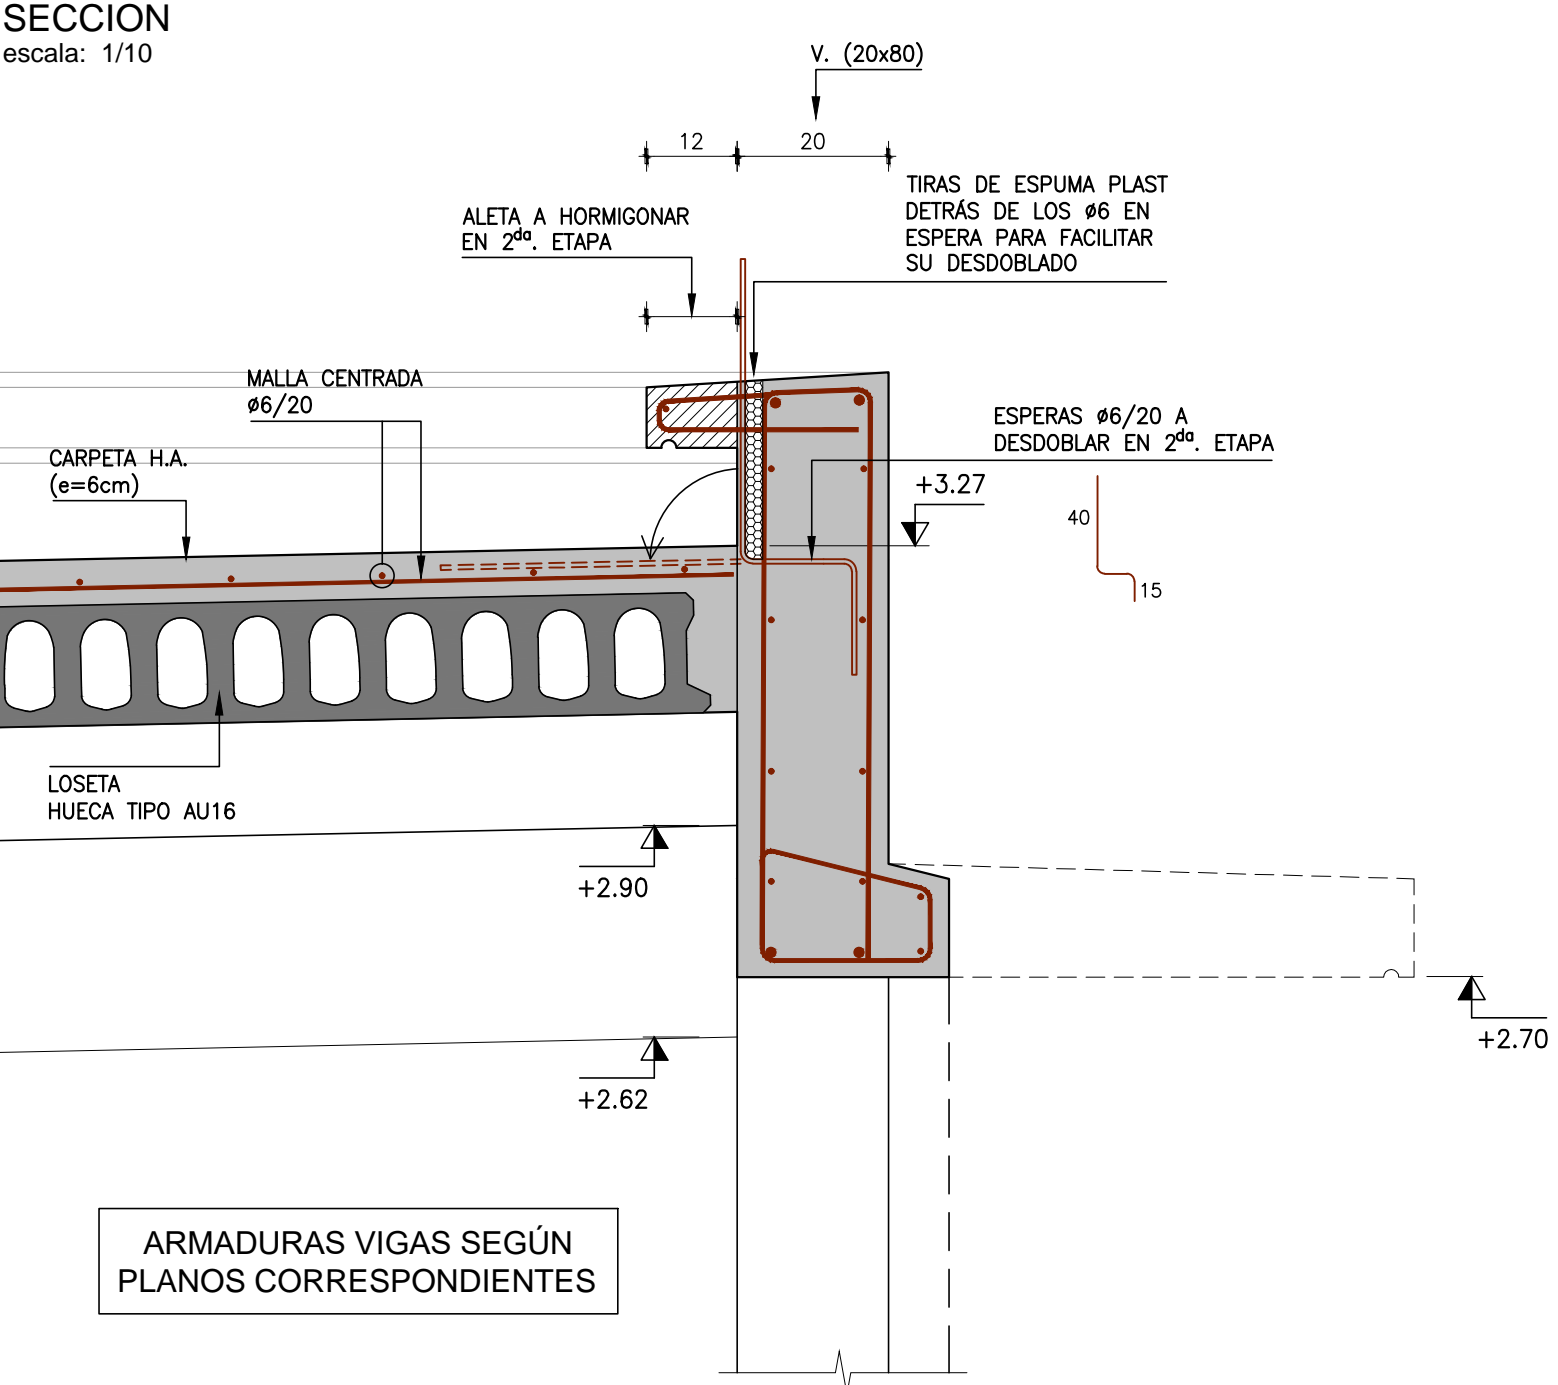 SECCION
escala: 1/10
V. (20x80)
12
20
TIRAS DE ESPUMA PLAST
DETRÁS DE LOS ø6 EN
ESPERA PARA FACILITAR
SU DESDOBLADO
ALETA A HORMIGONAR
EN 2da. ETAPA
MALLA CENTRADA
ø6/20
ESPERAS ø6/20 A
DESDOBLAR EN 2da. ETAPA
CARPETA H.A.
(e=6cm)
+3.27
40
15
LOSETA
HUECA TIPO AU16
+2.90
+2.70
+2.62
ARMADURAS VIGAS SEGÚN
PLANOS CORRESPONDIENTES